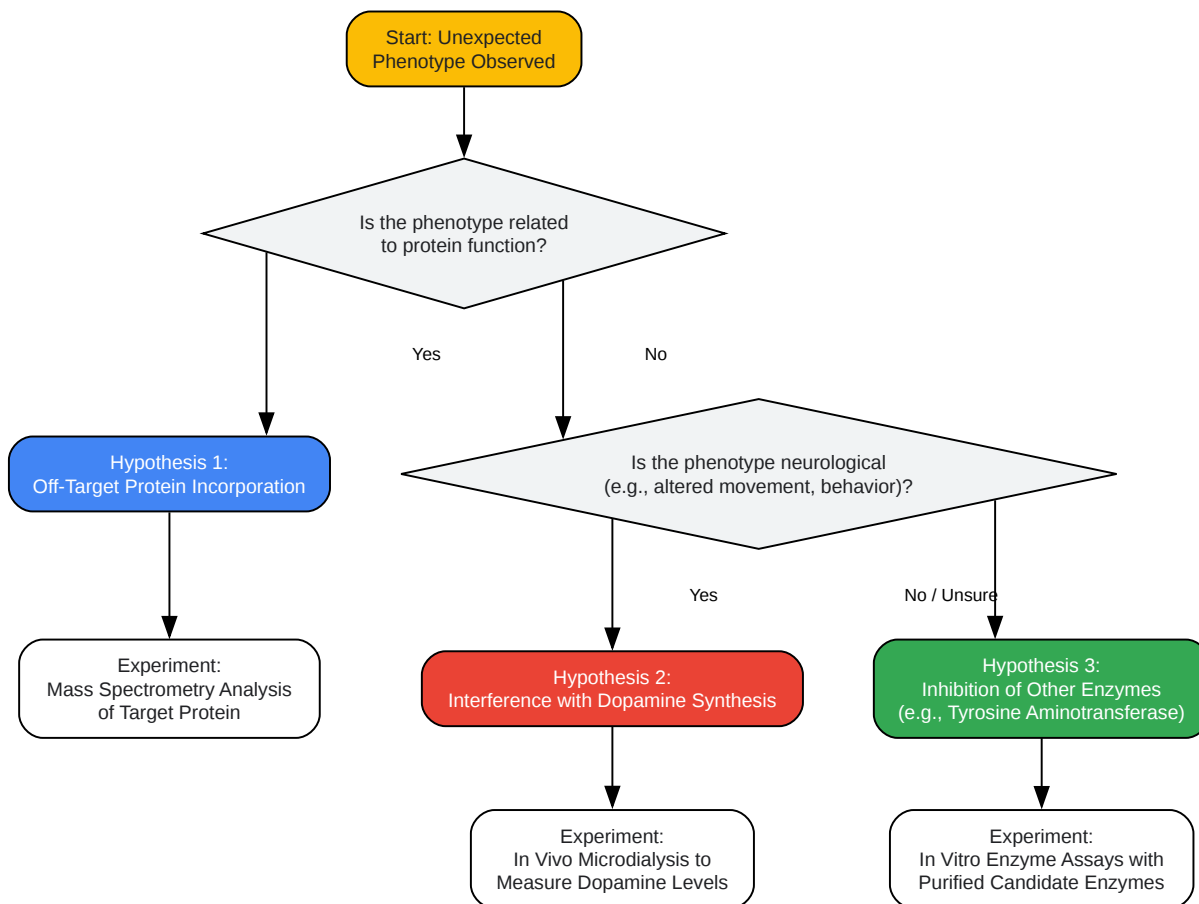 Start: Unexpected
Phenotype Observed
Is the phenotype related
to protein function?
Yes
No
Hypothesis 1:
Off-Target Protein Incorporation
Is the phenotype neurological
(e.g., altered movement, behavior)?
Yes
No / Unsure
Experiment:
Mass Spectrometry Analysis
of Target Protein
Hypothesis 2:
Interference with Dopamine Synthesis
Hypothesis 3:
Inhibition of Other Enzymes
(e.g., Tyrosine Aminotransferase)
Experiment:
In Vivo Microdialysis to
Measure Dopamine Levels
Experiment:
In Vitro Enzyme Assays with
Purified Candidate Enzymes